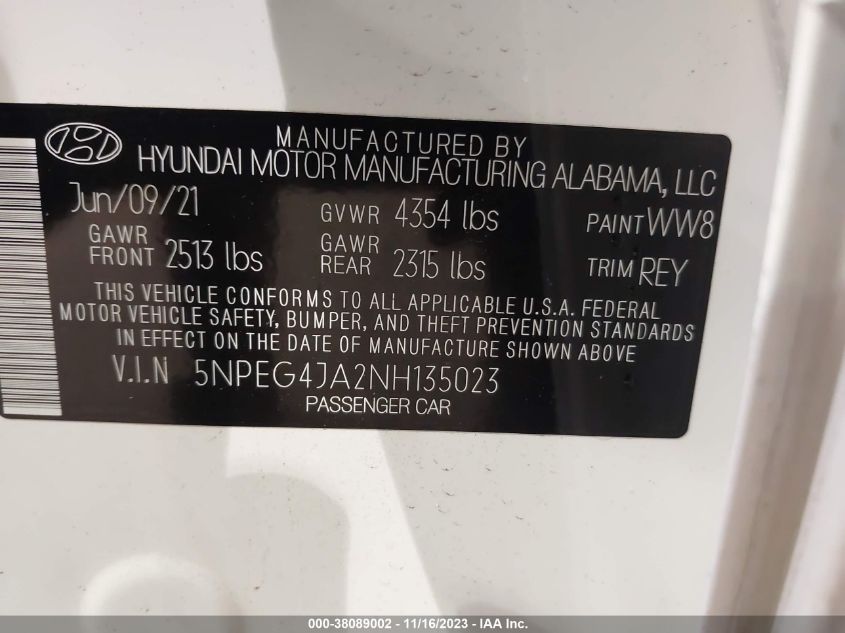 MANUFACTURED BY
HYUNDAI MOTOR MANUFACTURING ALABAMA, LLC
Jun/09/21 GVWR 4354 lbs PAINT WW8
GAWR FRONT 2513 lbs GAWR REAR 2315 lbs TRIM REY
THIS VEHICLE CONFORMS TO ALL APPLICABLE U.S.A. FEDERAL
MOTOR VEHICLE SAFETY, BUMPER, AND THEFT PREVENTION STANDARDS
IN EFFECT ON THE DATE OF MANUFACTURE SHOWN ABOVE
V.I.N 5NPEG4JA2NH135023
PASSENGER CAR
000-38089002 - 11/16/2023 - IAA Inc.